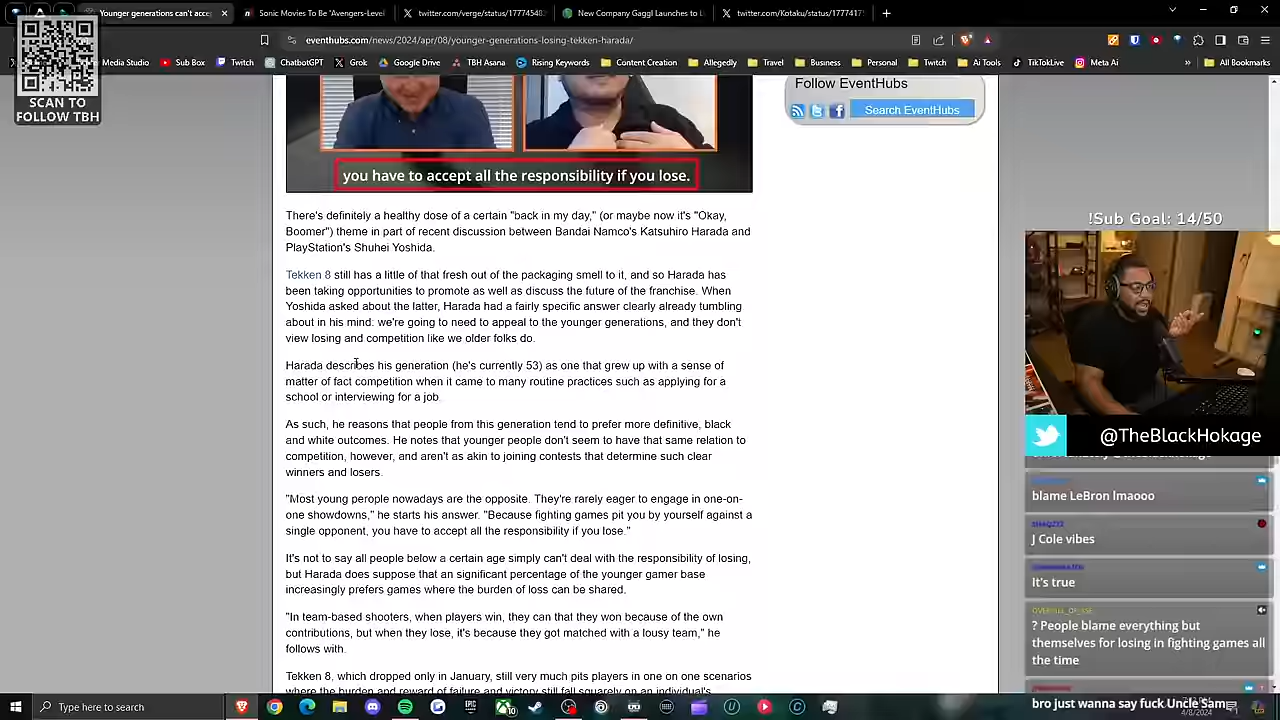 Younger generations can't acc
Sonic Movies To Be "Avengers-Level
twitter.com/verge/status/177745482
New Company Gaggl Launches to L
twitter.com/Kotaku/status/1777417
eventhubs.com/news/2024/apr/08/younger-generations-losing-tekken-harada/
Media Studio
Sub Box
Twitch
ChatGPT
Grok
Google Drive
TBH Asana
Rising Keywords
Content Creation
Allegedly
Travel
Business
Personal
Twitch
Ai Tools
TikTokLive
Meta Ai
All Bookmarks
SCAN TO
FOLLOW TBH
Follow EventHubs
Search EventHubs
you have to accept all the responsibility if you lose.
There's definitely a healthy dose of a certain "back in my day," (or maybe now it's "Okay,
Boomer") theme in part of recent discussion between Bandai Namco's Katsuhiro Harada and
PlayStation's Shuhei Yoshida.
Tekken 8 still has a little of that fresh out of the packaging smell to it, and so Harada has
been taking opportunities to promote as well as discuss the future of the franchise. When
Yoshida asked about the latter, Harada had a fairly specific answer clearly already tumbling
about in his mind: we're going to need to appeal to the younger generations, and they don't
view losing and competition like we older folks do.
Harada describes his generation (he's currently 53) as one that grew up with a sense of
matter of fact competition when it came to many routine practices such as applying for a
school or interviewing for a job.
As such, he reasons that people from this generation tend to prefer more definitive, black
and white outcomes. He notes that younger people don't seem to have that same relation to
competition, however, and aren't as akin to joining contests that determine such clear
winners and losers.
"Most young perople nowadays are the opposite. They're rarely eager to engage in one-on-
one showdowns," he starts his answer. "Because fighting games pit you by yourself against a
single opponent, you have to accept all the responsibility if you lose."
It's not to say all people below a certain age simply can't deal with the responsibility of losing,
but Harada does suppose that an significant percentage of the younger gamer base
increasingly prefers games where the burden of loss can be shared.
"In team-based shooters, when players win, they can that they won because of the own
contributions, but when they lose, it's because they got matched with a lousy team," he
follows with.
Tekken 8, which dropped only in January, still very much pits players in one on one scenarios
where the burden and reward of failure and victory still fall squarely on an individual's
!Sub Goal: 14/50
@TheBlackHokage
blame LeBron lmaooo
J Cole vibes
It's true
? People blame everything but
themselves for losing in fighting games all
the time
bro just wanna say fuck Uncle Sam
Type here to search
4/8/2024